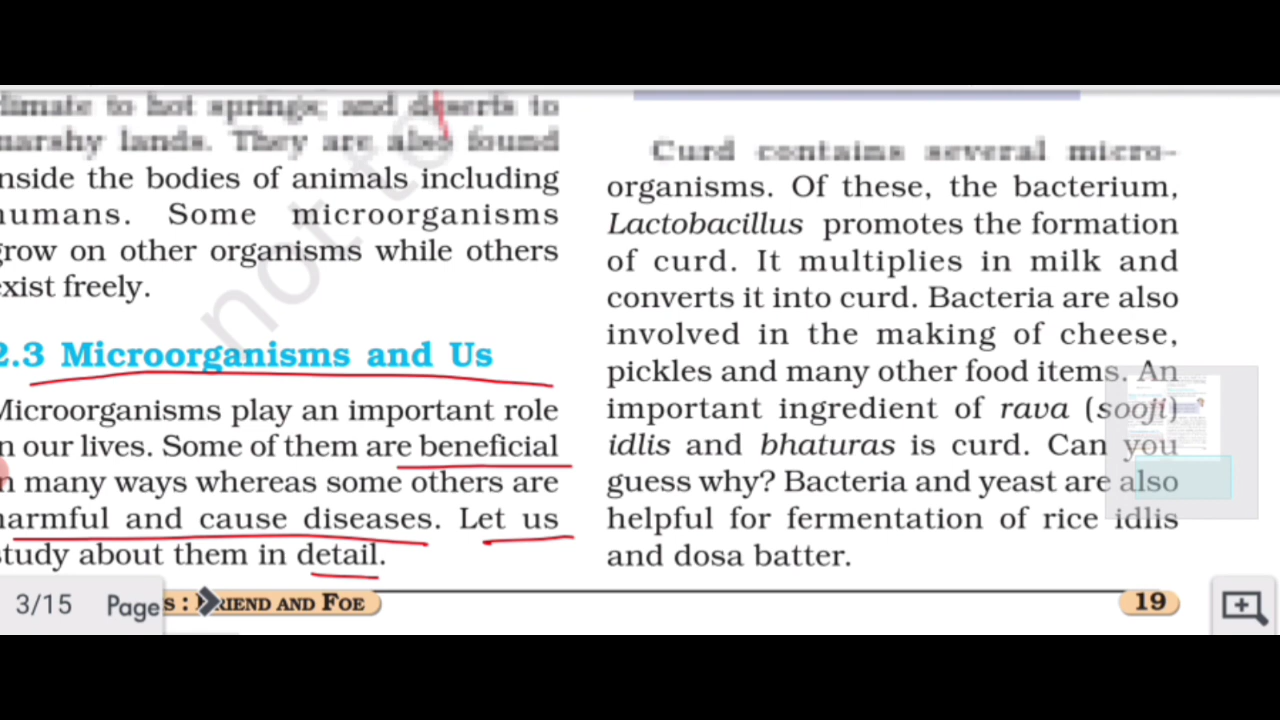 climate to hot springs; and deserts to
marshy lands. They are also found
nside the bodies of animals including
humans. Some microorganisms
grow on other organisms while others
exist freely.
2.3 Microorganisms and Us
Microorganisms play an important role
n our lives. Some of them are beneficial
n many ways whereas some others are
harmful and cause diseases. Let us
study about them in detail.
Curd contains several micro-
organisms. Of these, the bacterium,
Lactobacillus promotes the formation
of curd. It multiplies in milk and
converts it into curd. Bacteria are also
involved in the making of cheese,
pickles and many other food items. An
important ingredient of rava (sooji)
idlis and bhaturas is curd. Can you
guess why? Bacteria and yeast are also
helpful for fermentation of rice idlis
and dosa batter.
not to
3/15 Page
S : FRIEND AND FOE
19